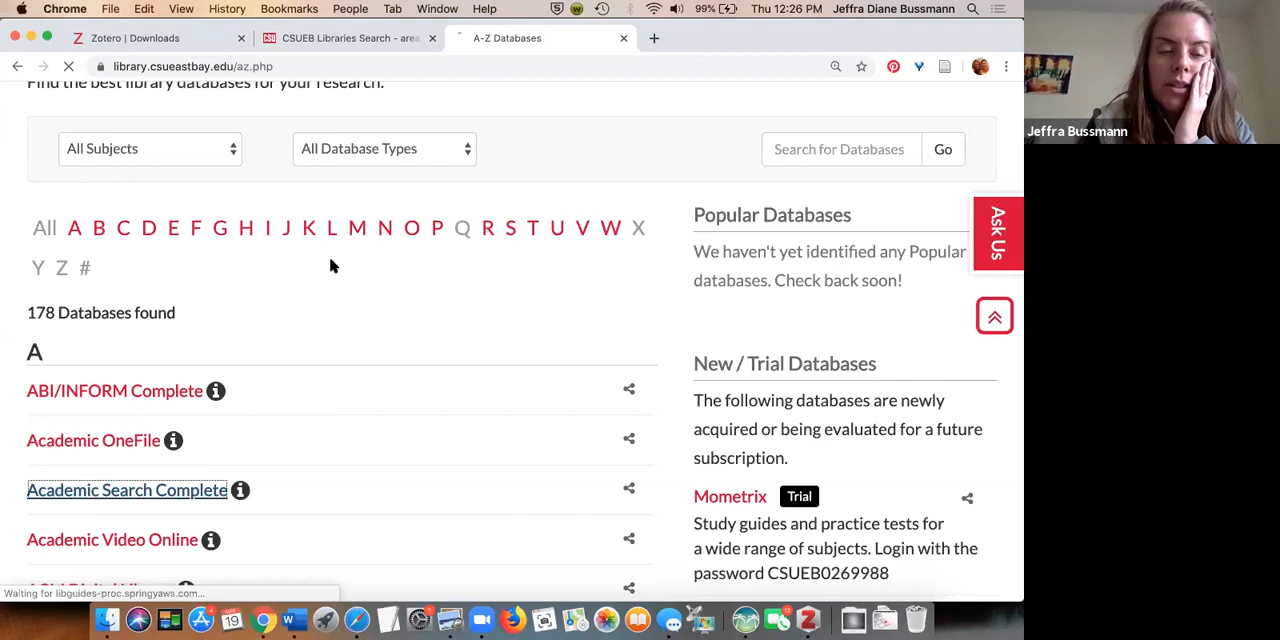 Chrome File Edit View History Bookmarks People Tab Window Help 99% Thu 12:26 PM Jeffra Diane Bussmann
Zotero | Downloads CSUEB Libraries Search - area A-Z Databases
library.csueastbay.edu/az.php
Find the best library databases for your research.
All Subjects All Database Types Search for Databases Go
All A B C D E F G H I J K L M N O P Q R S T U V W X
Y Z #
178 Databases found
A
ABI/INFORM Complete
Academic OneFile
Academic Search Complete
Academic Video Online
Popular Databases
We haven't yet identified any Popular
databases. Check back soon!
New / Trial Databases
The following databases are newly
acquired or being evaluated for a future
subscription.
Mometrix Trial
Study guides and practice tests for
a wide range of subjects. Login with the
password CSUEB0269988
Ask Us
Waiting for libguides-proc.springyaws.com...
Jeffra Bussmann
MAR
19